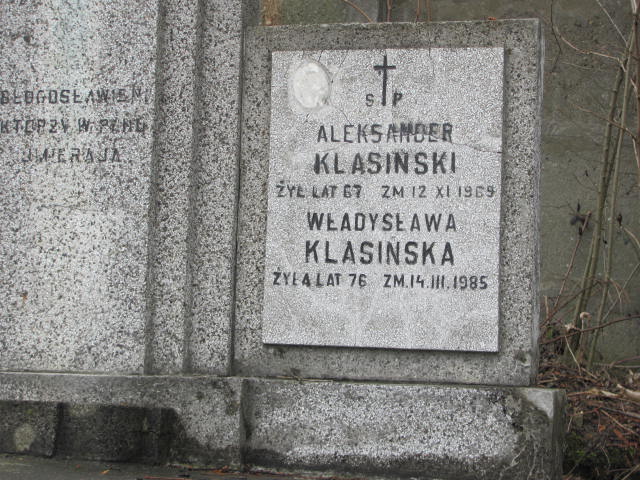 BŁOGOSŁAWIENI
KTÓRZY W PANU
UMIERAJĄ
Ś P
ALEKSANDER
KLASIŃSKI
ŻYŁ LAT 67 ZM 12 XI 1969
WŁADYSŁAWA
KLASIŃSKA
ŻYŁA LAT 76 ZM.14.III.1985